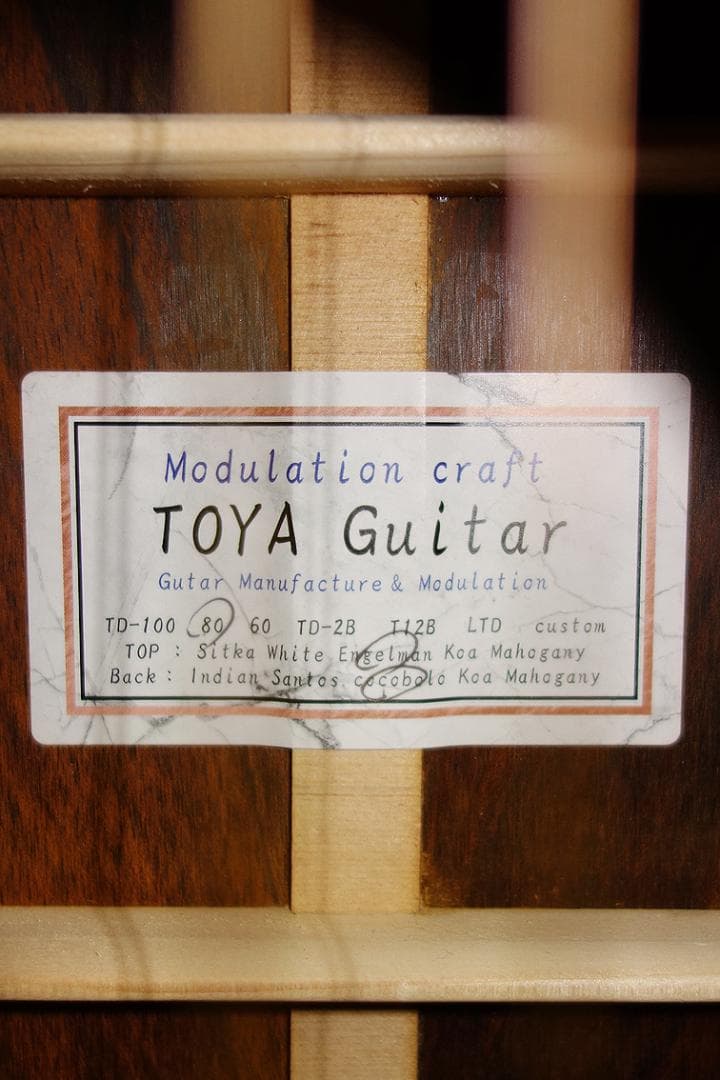 Modulation craft
TOYA Guitar
Gutar Manufacture & Modulation
TD-100 80 60 TD-2B T12B LTD custom
TOP : Sitka White Engelman Koa Mahogany
Back : Indian Santos cocobolo Koa Mahogany